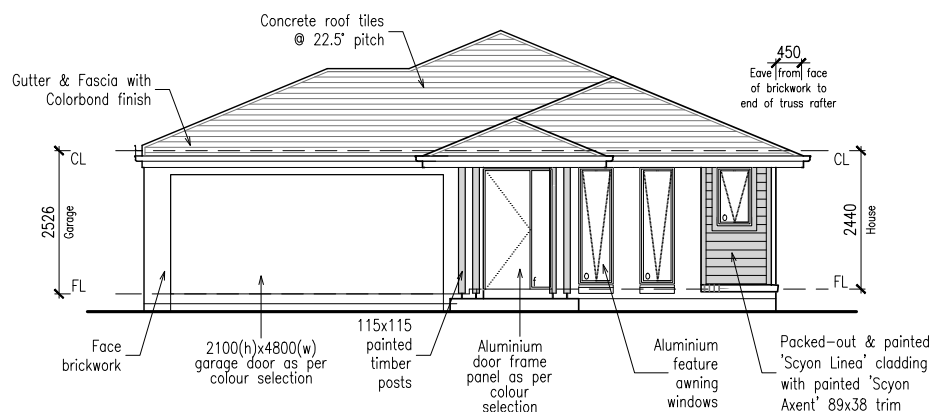 Concrete roof tiles
@ 22.5° pitch
Gutter & Fascia with
Colorbond finish
450
Eave from face
of brickwork to
end of truss rafter
CL
CL
2526
Garage
2440
House
FL
FL
f
Face
brickwork
2100(h)x4800(w)
garage door as per
colour selection
115x115
painted
timber
posts
Aluminium
door frame
panel as per
colour
selection
Aluminium
feature
awning
windows
Packed-out & painted
'Scyon Linea' cladding
with painted 'Scyon
Axent' 89x38 trim